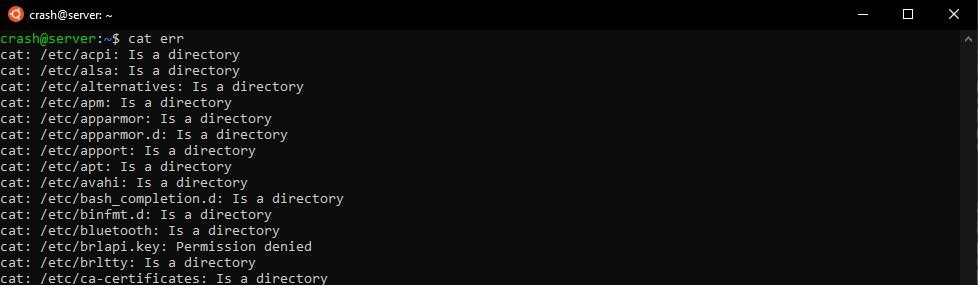 crash@server: ~
crash@server:~$ cat err
cat: /etc/acpi: Is a directory
cat: /etc/alsa: Is a directory
cat: /etc/alternatives: Is a directory
cat: /etc/apm: Is a directory
cat: /etc/apparmor: Is a directory
cat: /etc/apparmor.d: Is a directory
cat: /etc/apport: Is a directory
cat: /etc/apt: Is a directory
cat: /etc/avahi: Is a directory
cat: /etc/bash_completion.d: Is a directory
cat: /etc/binfmt.d: Is a directory
cat: /etc/bluetooth: Is a directory
cat: /etc/brlapi.key: Permission denied
cat: /etc/brltty: Is a directory
cat: /etc/ca-certificates: Is a directory